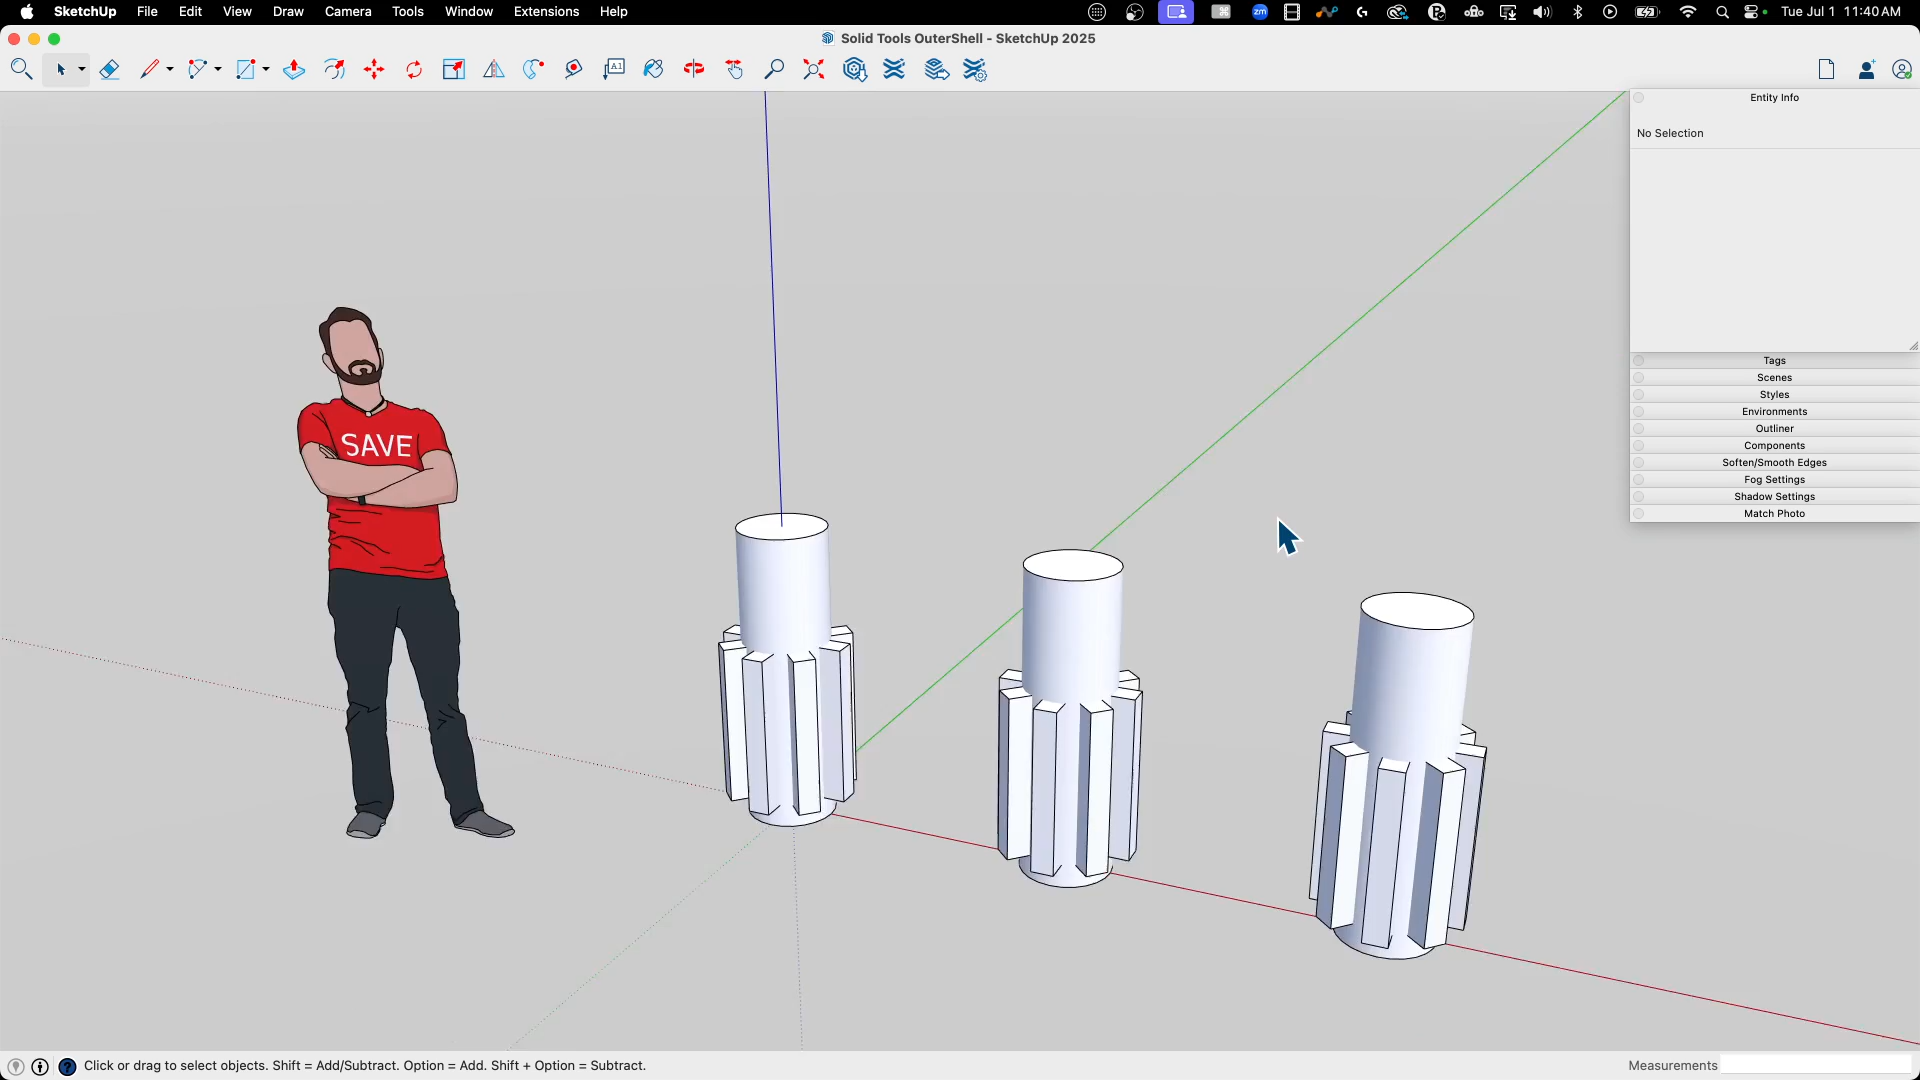 SketchUp File Edit View Draw Camera Tools Window Extensions Help zm Tue Jul 1 11:40 AM
Solid Tools OuterShell - SketchUp 2025
A1
Entity Info
No Selection
Tags
Scenes
Styles
Environments
Outliner
Components
Soften/Smooth Edges
Fog Settings
Shadow Settings
Match Photo
SAVE
Click or drag to select objects. Shift = Add/Subtract. Option = Add. Shift + Option = Subtract.
Measurements